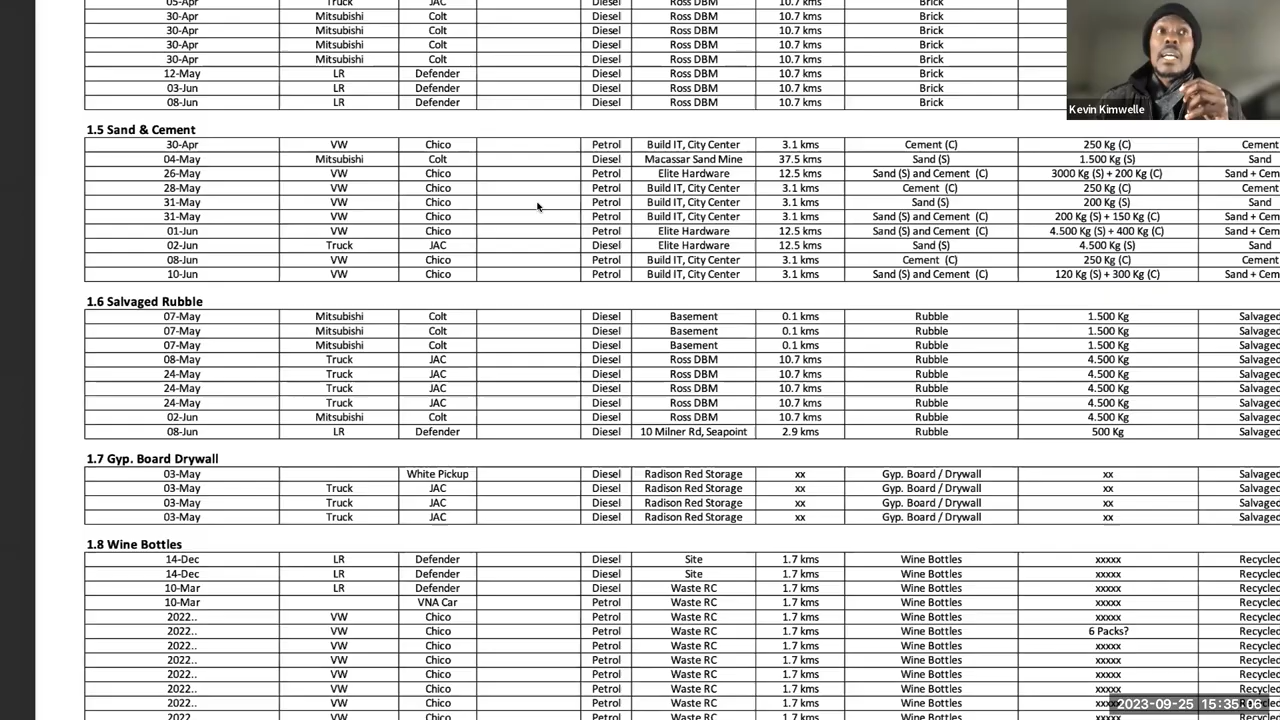 05-Apr Truck JAC Diesel Ross DBM 10.7 kms Brick
30-Apr Mitsubishi Colt Diesel Ross DBM 10.7 kms Brick
30-Apr Mitsubishi Colt Diesel Ross DBM 10.7 kms Brick
30-Apr Mitsubishi Colt Diesel Ross DBM 10.7 kms Brick
30-Apr Mitsubishi Colt Diesel Ross DBM 10.7 kms Brick
12-May LR Defender Diesel Ross DBM 10.7 kms Brick
03-Jun LR Defender Diesel Ross DBM 10.7 kms Brick
08-Jun LR Defender Diesel Ross DBM 10.7 kms Brick
Kevin Kimwelle
1.5 Sand & Cement
30-Apr VW Chico Petrol Build IT, City Center 3.1 kms Cement (C) 250 Kg (C) Cement
04-May Mitsubishi Colt Diesel Macassar Sand Mine 37.5 kms Sand (S) 1.500 Kg (S) Sand
26-May VW Chico Petrol Elite Hardware 12.5 kms Sand (S) and Cement (C) 3000 Kg (S) + 200 Kg (C) Sand + Cem
28-May VW Chico Petrol Build IT, City Center 3.1 kms Cement (C) 250 Kg (C) Cement
31-May VW Chico Petrol Build IT, City Center 3.1 kms Sand (S) 200 Kg (S) Sand
31-May VW Chico Petrol Build IT, City Center 3.1 kms Sand (S) and Cement (C) 200 Kg (S) + 150 Kg (C) Sand + Cem
01-Jun VW Chico Petrol Elite Hardware 12.5 kms Sand (S) and Cement (C) 4.500 Kg (S) + 400 Kg (C) Sand + Cem
02-Jun Truck JAC Diesel Elite Hardware 12.5 kms Sand (S) 4.500 Kg (S) Sand
08-Jun VW Chico Petrol Build IT, City Center 3.1 kms Cement (C) 250 Kg (C) Cement
10-Jun VW Chico Petrol Build IT, City Center 3.1 kms Sand (S) and Cement (C) 120 Kg (S) + 300 Kg (C) Sand + Cem
1.6 Salvaged Rubble
07-May Mitsubishi Colt Diesel Basement 0.1 kms Rubble 1.500 Kg Salvaged
07-May Mitsubishi Colt Diesel Basement 0.1 kms Rubble 1.500 Kg Salvaged
07-May Mitsubishi Colt Diesel Basement 0.1 kms Rubble 1.500 Kg Salvaged
08-May Truck JAC Diesel Ross DBM 10.7 kms Rubble 4.500 Kg Salvaged
24-May Truck JAC Diesel Ross DBM 10.7 kms Rubble 4.500 Kg Salvaged
24-May Truck JAC Diesel Ross DBM 10.7 kms Rubble 4.500 Kg Salvaged
24-May Truck JAC Diesel Ross DBM 10.7 kms Rubble 4.500 Kg Salvaged
02-Jun Mitsubishi Colt Diesel Ross DBM 10.7 kms Rubble 4.500 Kg Salvaged
08-Jun LR Defender Diesel 10 Milner Rd, Seapoint 2.9 kms Rubble 500 Kg Salvaged
1.7 Gyp. Board Drywall
03-May White Pickup Diesel Radison Red Storage xx Gyp. Board / Drywall xx Salvaged
03-May Truck JAC Diesel Radison Red Storage xx Gyp. Board / Drywall xx Salvaged
03-May Truck JAC Diesel Radison Red Storage xx Gyp. Board / Drywall xx Salvaged
03-May Truck JAC Diesel Radison Red Storage xx Gyp. Board / Drywall xx Salvaged
1.8 Wine Bottles
14-Dec LR Defender Diesel Site 1.7 kms Wine Bottles xxxxx Recycled
14-Dec LR Defender Diesel Site 1.7 kms Wine Bottles xxxxx Recycled
10-Mar LR Defender Diesel Waste RC 1.7 kms Wine Bottles xxxxx Recycled
10-Mar VNA Car Petrol Waste RC 1.7 kms Wine Bottles xxxxx Recycled
2022.. VW Chico Petrol Waste RC 1.7 kms Wine Bottles xxxxx Recycled
2022.. VW Chico Petrol Waste RC 1.7 kms Wine Bottles 6 Packs? Recycled
2022.. VW Chico Petrol Waste RC 1.7 kms Wine Bottles xxxxx Recycled
2022.. VW Chico Petrol Waste RC 1.7 kms Wine Bottles xxxxx Recycled
2022.. VW Chico Petrol Waste RC 1.7 kms Wine Bottles xxxxx Recycled
2022.. VW Chico Petrol Waste RC 1.7 kms Wine Bottles xxxxx Recycled
2022.. VW Chico Petrol Waste RC 1.7 kms Wine Bottles
2023-09-25 15:35:06
2022.. VW Chico Petrol Waste RC 1.7 kms Wine Bottles